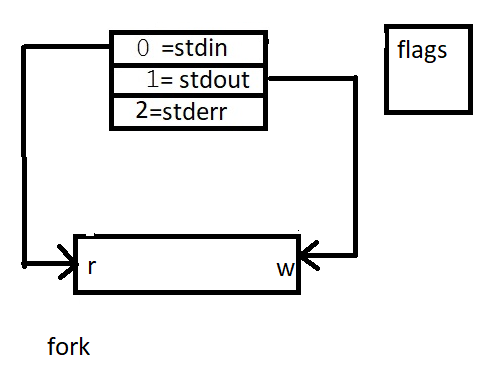 0 =stdin
1= stdout
2=stderr
flags
r
w
fork